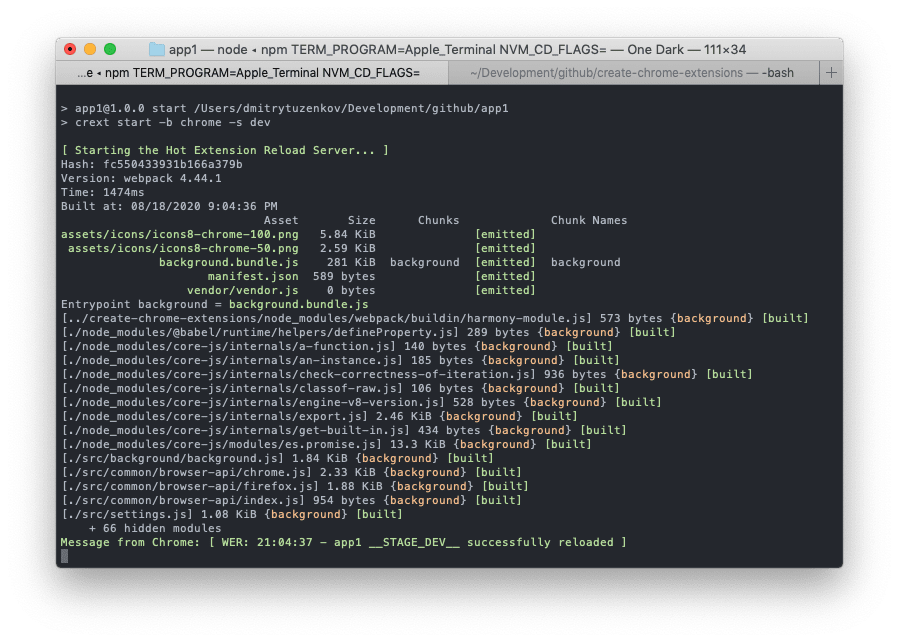 app1 — node ◂ npm TERM_PROGRAM=Apple_Terminal NVM_CD_FLAGS= — One Dark — 111×34
...e ◂ npm TERM_PROGRAM=Apple_Terminal NVM_CD_FLAGS= ~/Development/github/create-chrome-extensions — -bash +
> app1@1.0.0 start /Users/dmitrytuzenkov/Development/github/app1
> crext start -b chrome -s dev
[ Starting the Hot Extension Reload Server... ]
Hash: fc550433931b166a379b
Version: webpack 4.44.1
Time: 1474ms
Built at: 08/18/2020 9:04:36 PM
Asset Size Chunks Chunk Names
assets/icons/icons8-chrome-100.png 5.84 KiB [emitted]
assets/icons/icons8-chrome-50.png 2.59 KiB [emitted]
background.bundle.js 281 KiB background [emitted] background
manifest.json 589 bytes [emitted]
vendor/vendor.js 0 bytes [emitted]
Entrypoint background = background.bundle.js
[../create-chrome-extensions/node_modules/webpack/buildin/harmony-module.js] 573 bytes {background} [built]
[./node_modules/@babel/runtime/helpers/defineProperty.js] 289 bytes {background} [built]
[./node_modules/core-js/internals/a-function.js] 140 bytes {background} [built]
[./node_modules/core-js/internals/an-instance.js] 185 bytes {background} [built]
[./node_modules/core-js/internals/check-correctness-of-iteration.js] 936 bytes {background} [built]
[./node_modules/core-js/internals/classof-raw.js] 106 bytes {background} [built]
[./node_modules/core-js/internals/engine-v8-version.js] 528 bytes {background} [built]
[./node_modules/core-js/internals/export.js] 2.46 KiB {background} [built]
[./node_modules/core-js/internals/get-built-in.js] 434 bytes {background} [built]
[./node_modules/core-js/modules/es.promise.js] 13.3 KiB {background} [built]
[./src/background/background.js] 1.84 KiB {background} [built]
[./src/common/browser-api/chrome.js] 2.33 KiB {background} [built]
[./src/common/browser-api/firefox.js] 1.88 KiB {background} [built]
[./src/common/browser-api/index.js] 954 bytes {background} [built]
[./src/settings.js] 1.08 KiB {background} [built]
+ 66 hidden modules
Message from Chrome: [ WER: 21:04:37 - app1 __STAGE_DEV__ successfully reloaded ]